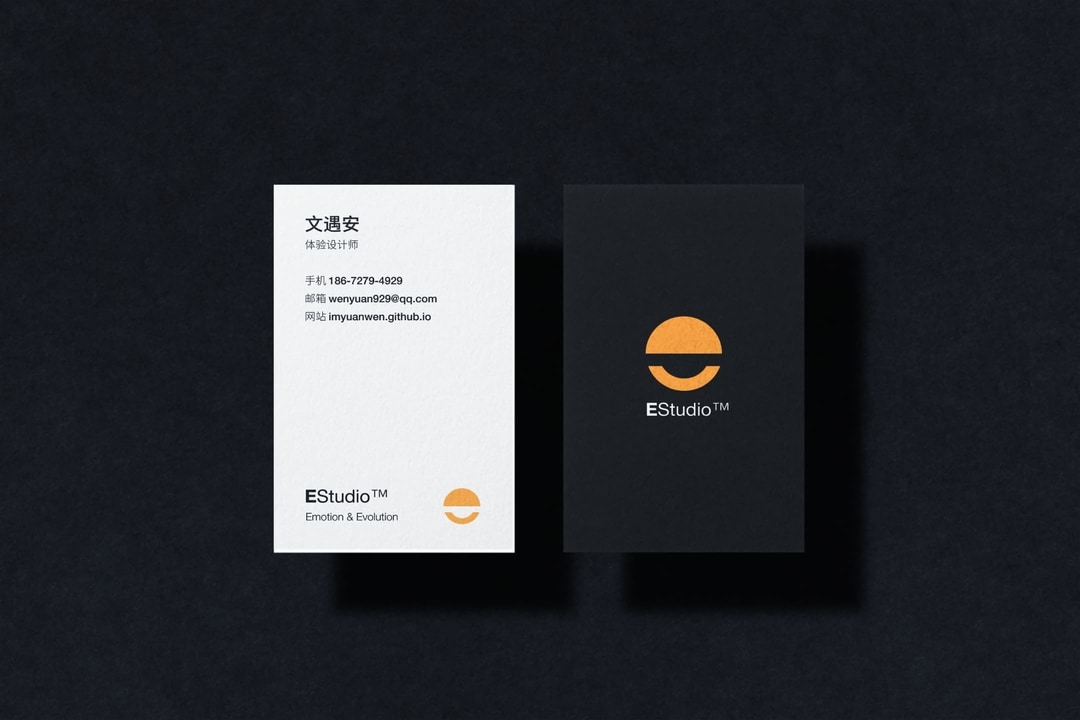 文遇安
体验设计师
手机 186-7279-4929
邮箱 wenyuan929@qq.com
网站 imyuanwen.github.io
EStudio™
Emotion & Evolution
EStudio™